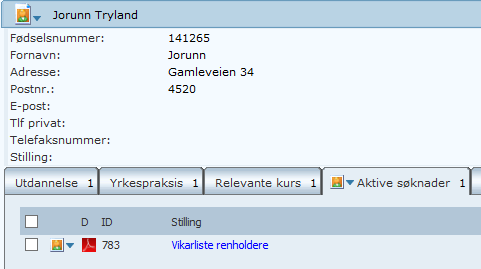 Jorunn Tryland
Fødselsnummer: 141265
Fornavn: Jorunn
Adresse: Gamleveien 34
Postnr.: 4520
E-post:
Tlf privat:
Telefaksnummer:
Stilling:
Utdannelse 1 Yrkespraksis 1 Relevante kurs 1 Aktive søknader 1
D ID Stilling
783 Vikarliste renholdere